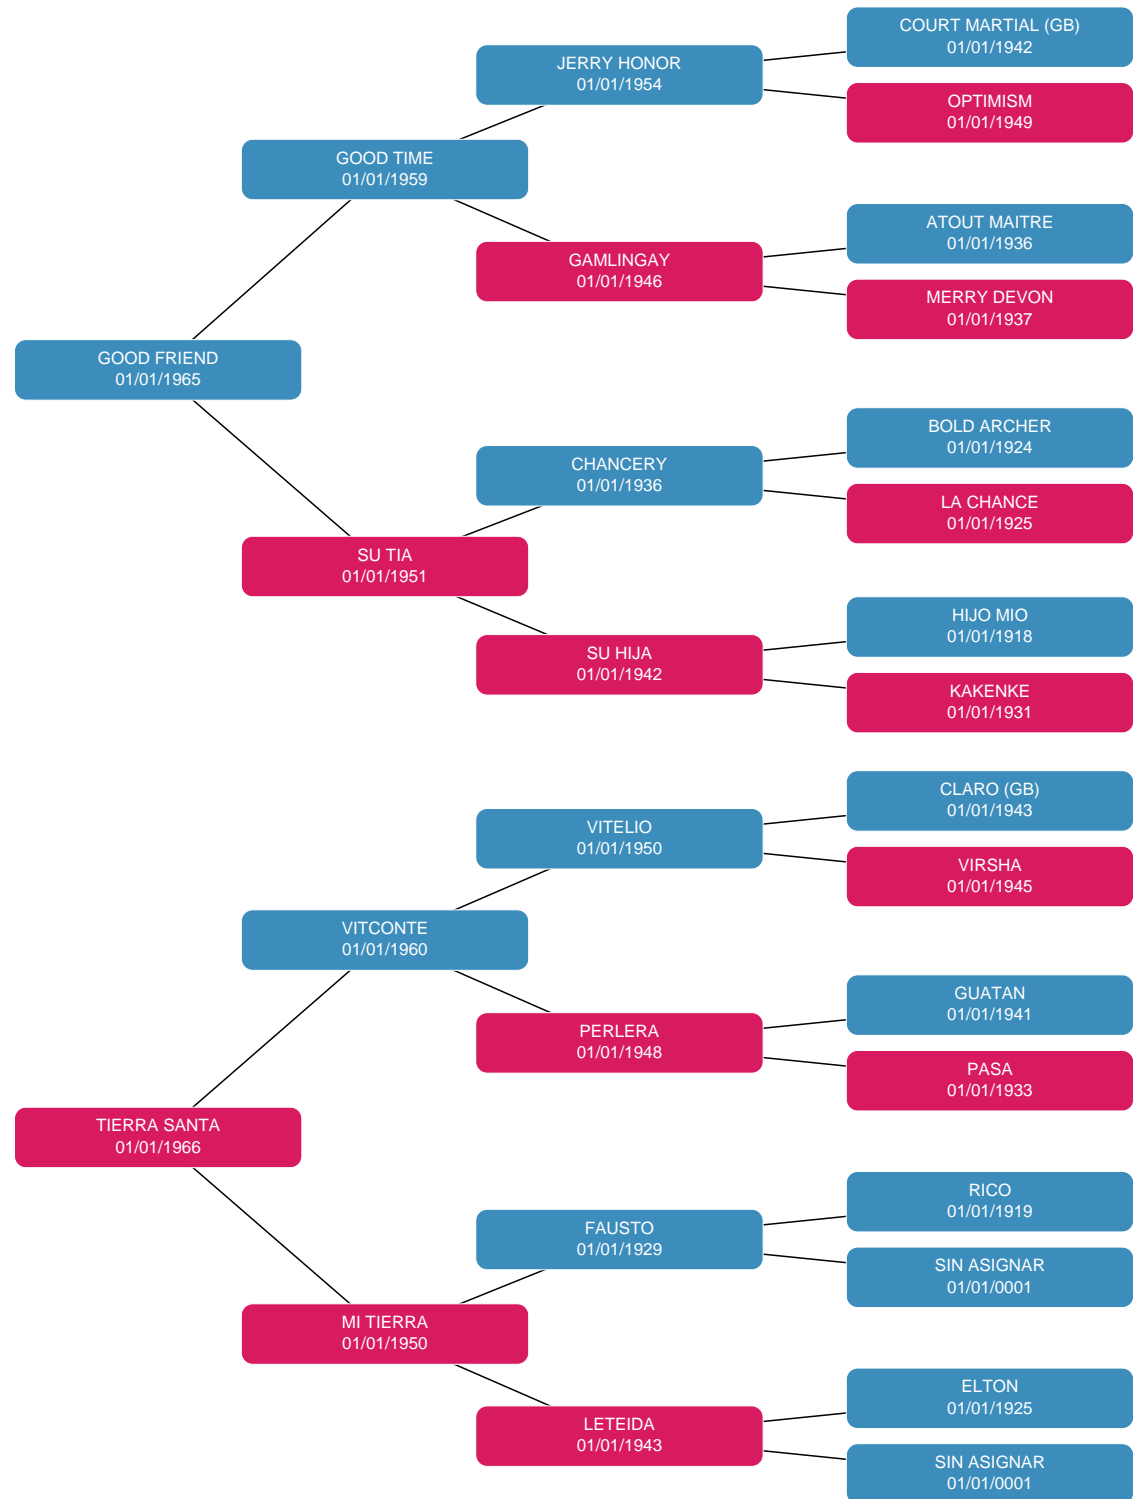 COURT MARTIAL (GB)
01/01/1942
JERRY HONOR
01/01/1954
OPTIMISM
01/01/1949
GOOD TIME
01/01/1959
ATOUT MAITRE
01/01/1936
GAMLINGAY
01/01/1946
MERRY DEVON
01/01/1937
GOOD FRIEND
01/01/1965
BOLD ARCHER
01/01/1924
CHANCERY
01/01/1936
LA CHANCE
01/01/1925
SU TIA
01/01/1951
HIJO MIO
01/01/1918
SU HIJA
01/01/1942
KAKENKE
01/01/1931
CLARO (GB)
01/01/1943
VITELIO
01/01/1950
VIRSHA
01/01/1945
VITCONTE
01/01/1960
GUATAN
01/01/1941
PERLERA
01/01/1948
PASA
01/01/1933
TIERRA SANTA
01/01/1966
RICO
01/01/1919
FAUSTO
01/01/1929
SIN ASIGNAR
01/01/0001
MI TIERRA
01/01/1950
ELTON
01/01/1925
LETEIDA
01/01/1943
SIN ASIGNAR
01/01/0001